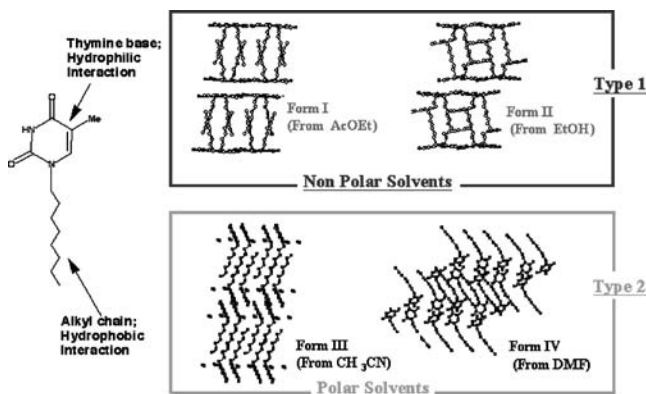 Thymine base;
Hydrophilic
Interaction
O
HN
Me
O
N
Alkyl chain;
Hydrophobic
Interaction
Form I
(From AcOEt)
Form II
(From EtOH)
Type 1
Non Polar Solvents
Type 2
Form III
(From CH3CN)
Form IV
(From DMF)
Polar Solvents